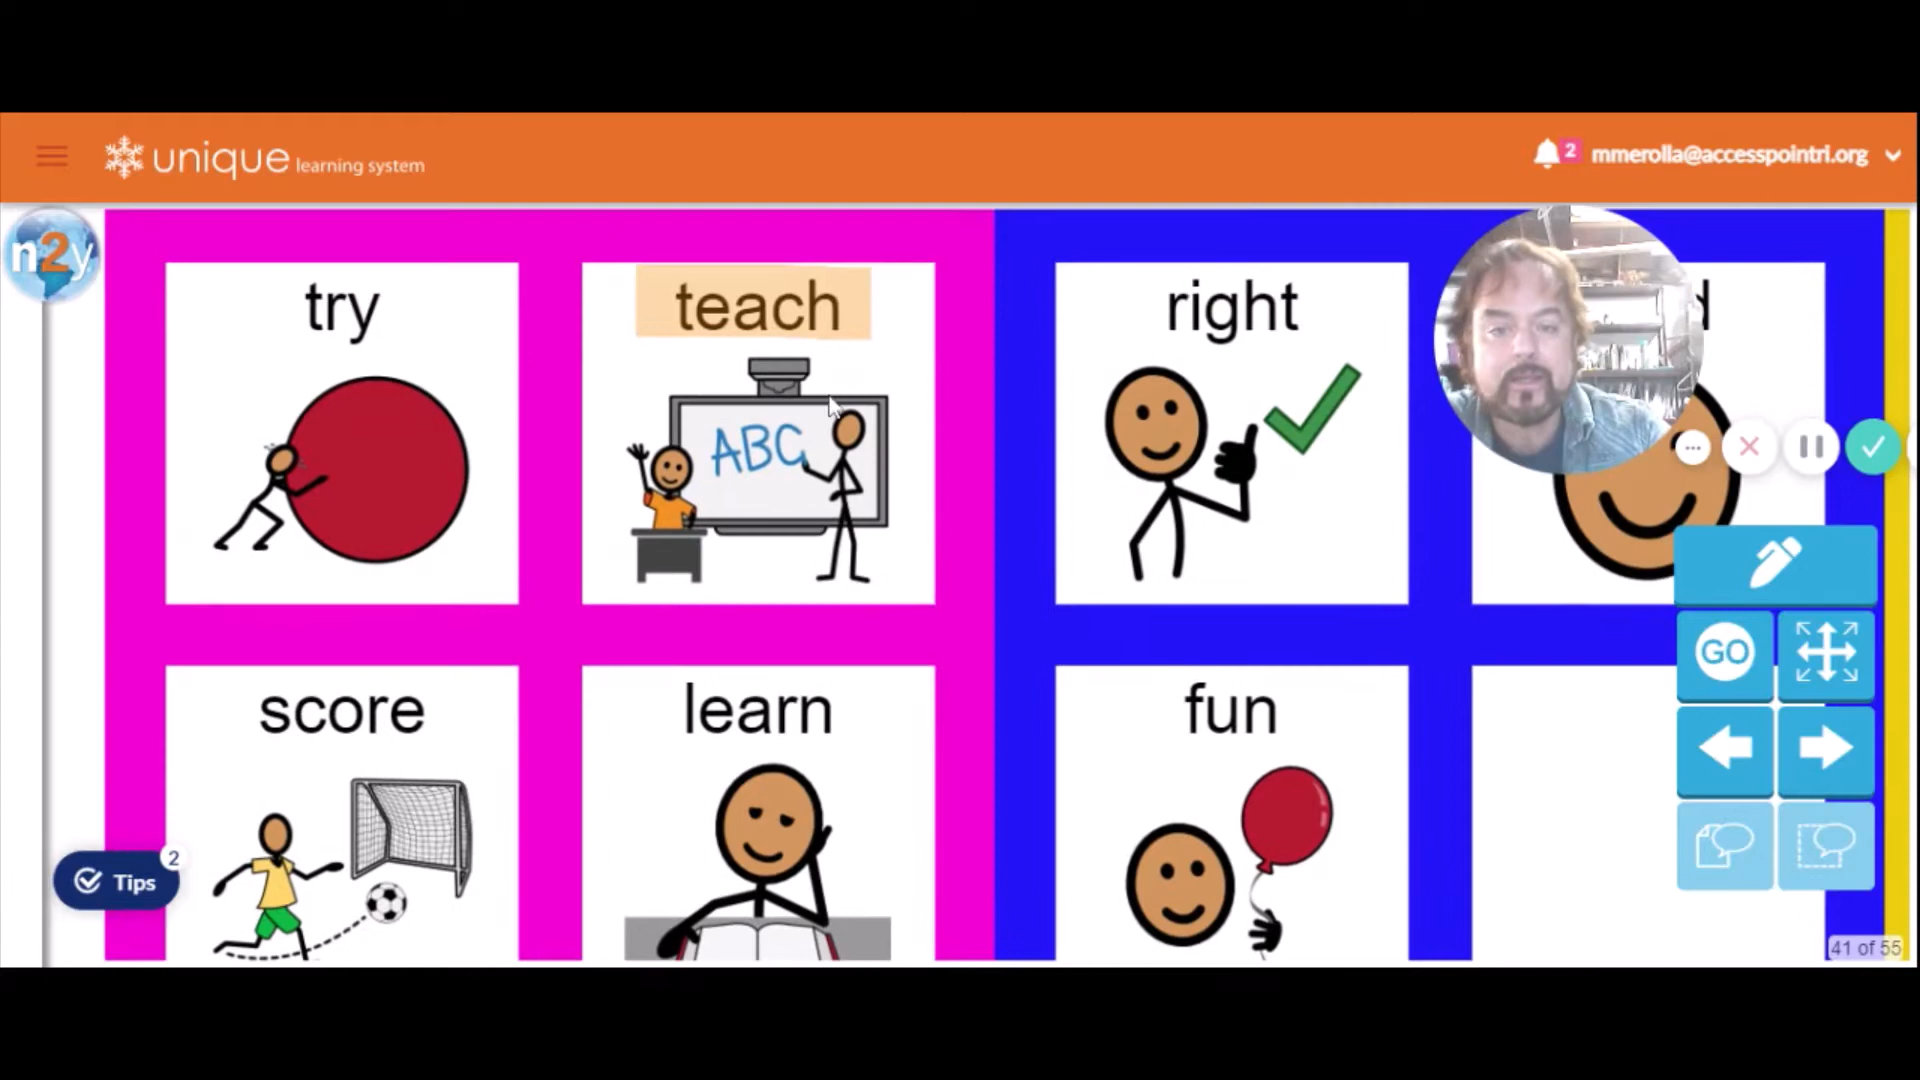 unique learning system
2 mmerolla@accesspointri.org
n2y
try
teach
right
ABC
GO
score
learn
fun
2
Tips
41 of 55